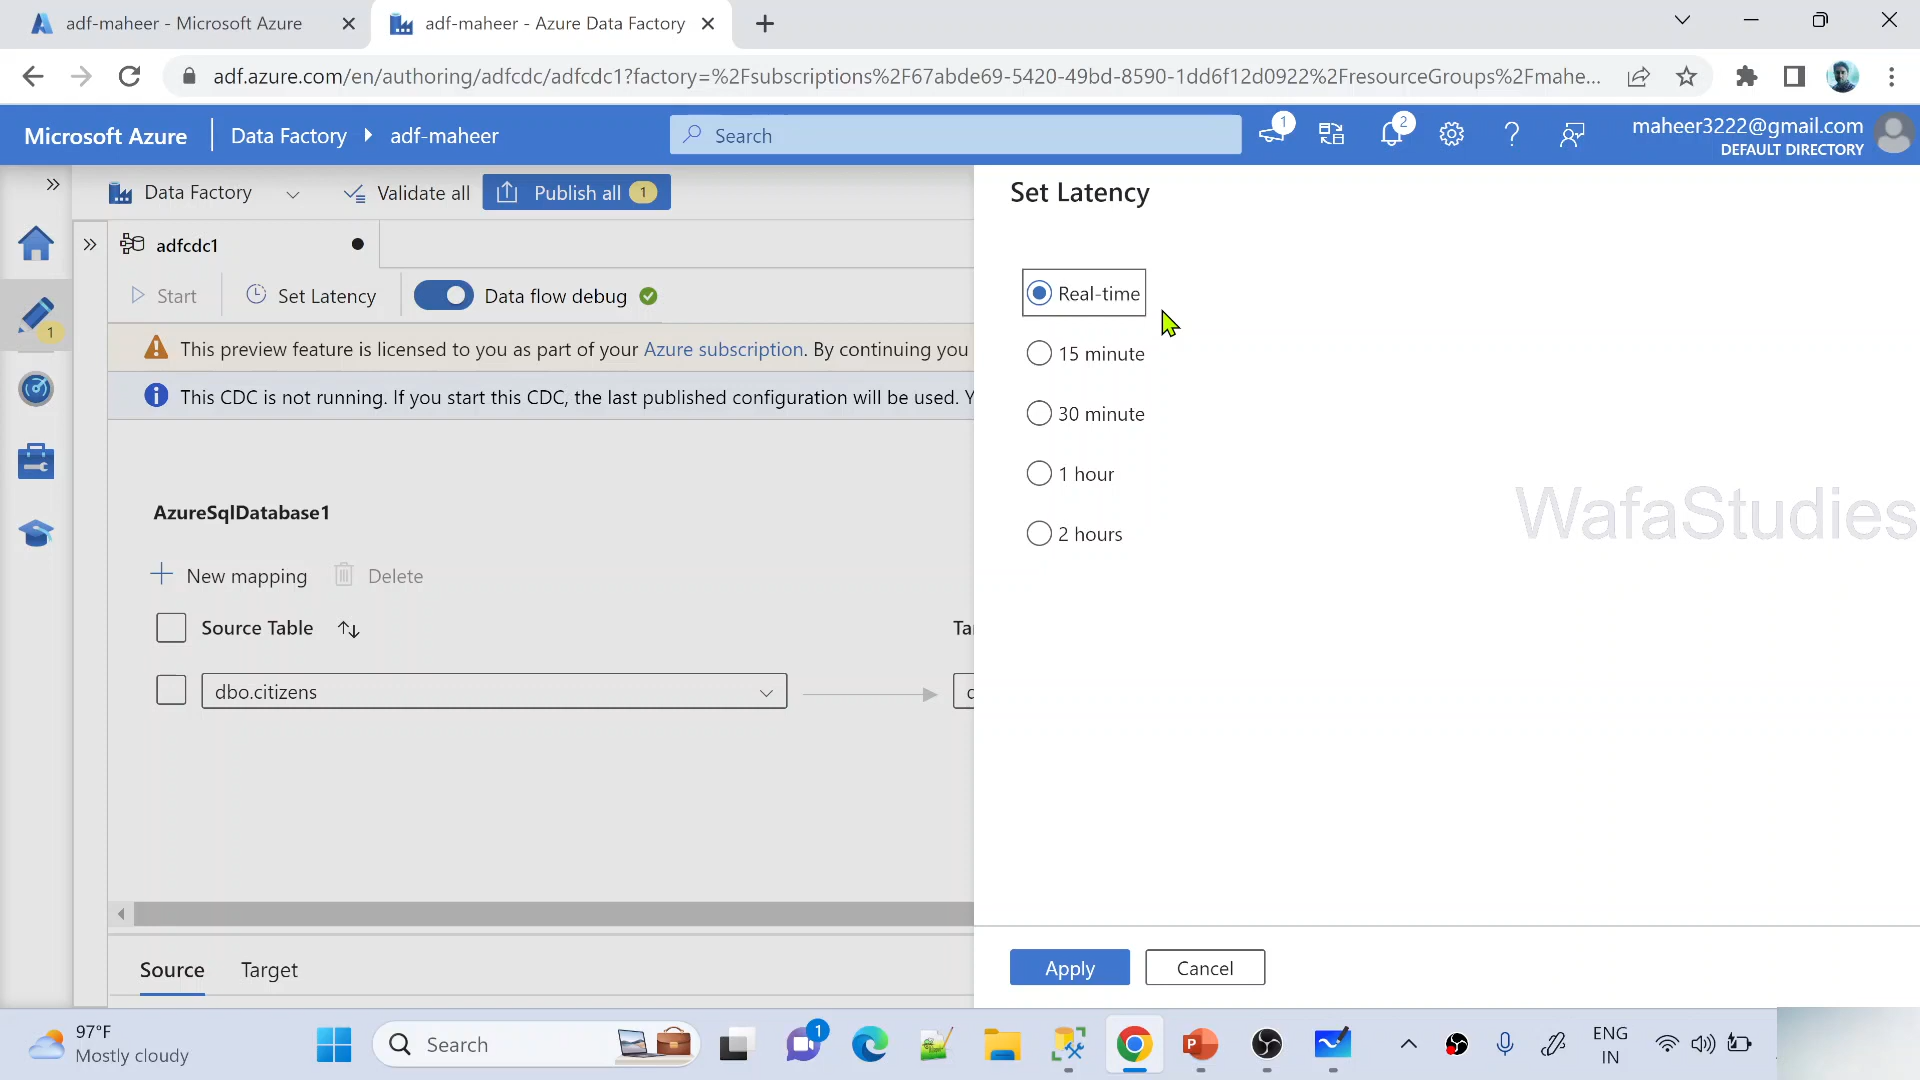 adf-maheer - Microsoft Azure
adf-maheer - Azure Data Factory
adf.azure.com/en/authoring/adfcdc/adfcdc1?factory=%2Fsubscriptions%2F67abde69-5420-49bd-8590-1dd6f12d0922%2FresourceGroups%2Fmahe...
Microsoft Azure
Data Factory
adf-maheer
Search
1
2
maheer3222@gmail.com
DEFAULT DIRECTORY
Data Factory
Validate all
Publish all
1
Set Latency
adfcdc1
Start
Set Latency
Data flow debug
Real-time
1
This preview feature is licensed to you as part of your Azure subscription. By continuing you
15 minute
This CDC is not running. If you start this CDC, the last published configuration will be used. Y
30 minute
1 hour
AzureSqlDatabase1
WafaStudies
2 hours
New mapping
Delete
Source Table
Ta
dbo.citizens
Source
Target
Apply
Cancel
97°F
Mostly cloudy
Search
1
ENG
IN